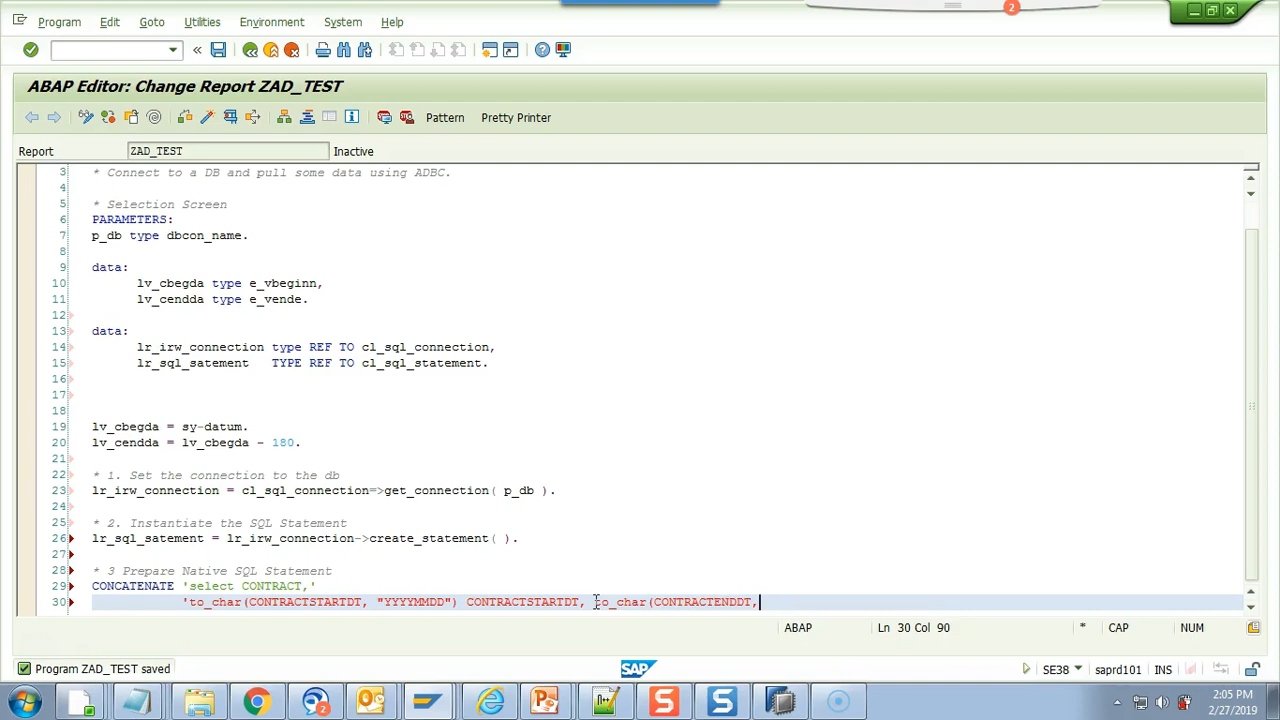 2
Program Edit Goto Utilities Environment System Help
«
ABAP Editor: Change Report ZAD_TEST
Pattern Pretty Printer
Report ZAD_TEST Inactive
3 * Connect to a DB and pull some data using ADBC.
4
5 * Selection Screen
6 PARAMETERS:
7 p_db type dbcon_name.
8
9 data:
10 lv_cbegda type e_vbeginn,
11 lv_cendda type e_vende.
12
13 data:
14 lr_irw_connection type REF TO cl_sql_connection,
15 lr_sql_satement TYPE REF TO cl_sql_statement.
16
17
18
19 lv_cbegda = sy-datum.
20 lv_cendda = lv_cbegda - 180.
21
22 * 1. Set the connection to the db
23 lr_irw_connection = cl_sql_connection=>get_connection( p_db ).
24
25 * 2. Instantiate the SQL Statement
26 lr_sql_satement = lr_irw_connection->create_statement( ).
27
28 * 3 Prepare Native SQL Statement
29 CONCATENATE 'select CONTRACT,'
30 'to_char(CONTRACTSTARTDT, "YYYYMMDD") CONTRACTSTARTDT, to_char(CONTRACTENDDT,
ABAP Ln 30 Col 90 * CAP NUM
Program ZAD_TEST saved SAP SE38 saprd101 INS
2 N++ S S 2:05 PM
2/27/2019